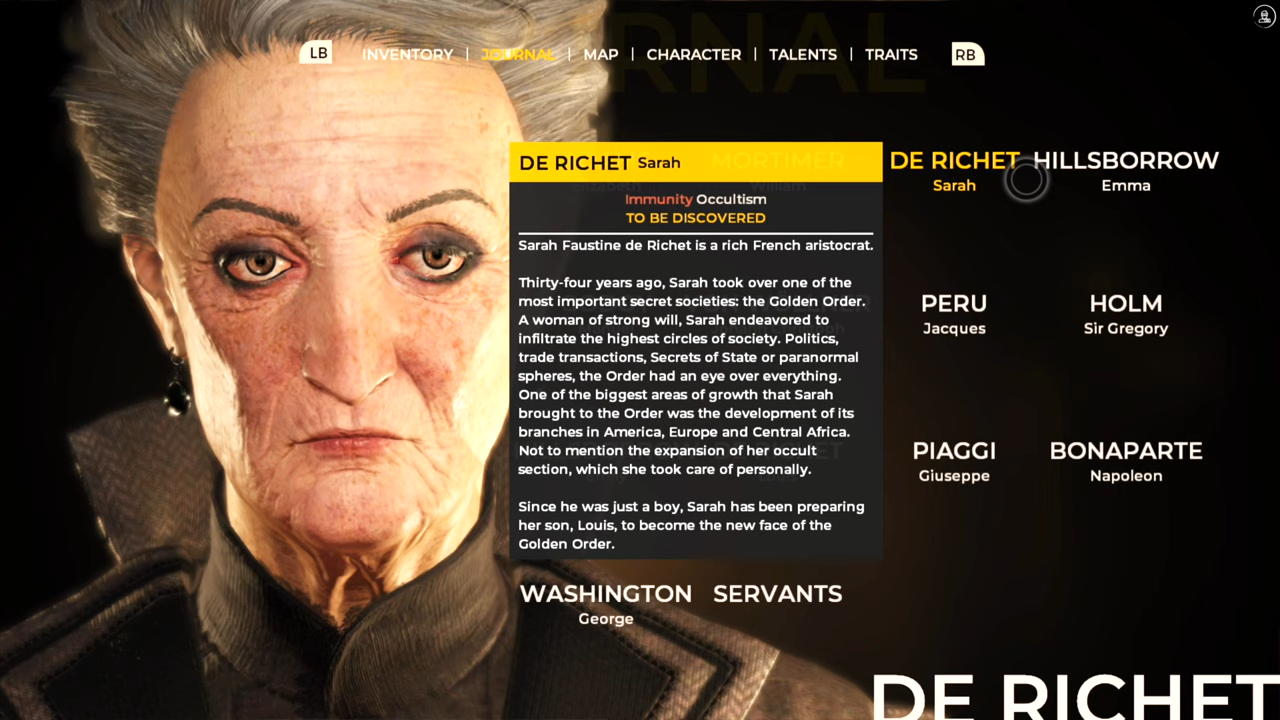 LB INVENTORY | JOURNAL | MAP | CHARACTER | TALENTS | TRAITS RB
DE RICHET Sarah
MORTIMER
Elizabeth
William
Immunity Occultism
TO BE DISCOVERED
Sarah Faustine de Richet is a rich French aristocrat.
Thirty-four years ago, Sarah took over one of the
most important secret societies: the Golden Order.
A woman of strong will, Sarah endeavored to
infiltrate the highest circles of society. Politics,
trade transactions, Secrets of State or paranormal
spheres, the Order had an eye over everything.
One of the biggest areas of growth that Sarah
brought to the Order was the development of its
branches in America, Europe and Central Africa.
Not to mention the expansion of her occult
section, which she took care of personally.
Since he was just a boy, Sarah has been preparing
her son, Louis, to become the new face of the
Golden Order.
DE RICHET
Sarah
HILLSBORROW
Emma
PERU
Jacques
HOLM
Sir Gregory
PIAGGI
Giuseppe
BONAPARTE
Napoleon
WASHINGTON
George
SERVANTS
DE RICHET